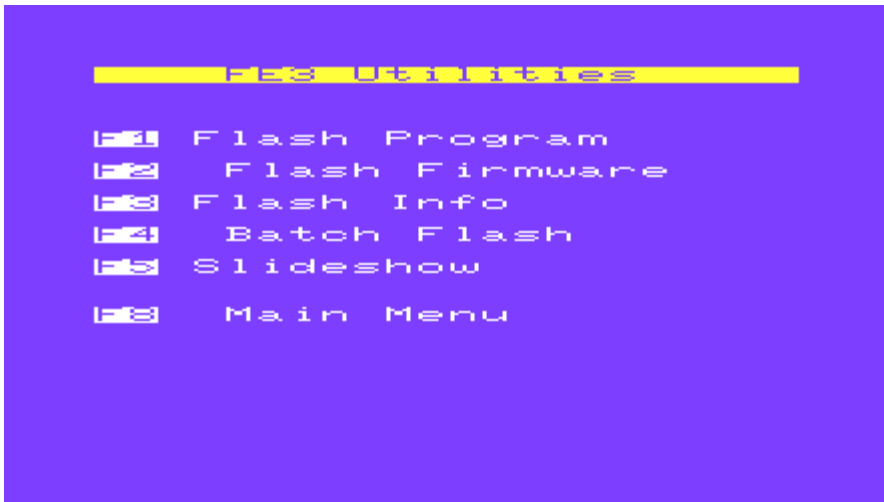 FE3 Utilities
F1 Flash Program
F2 Flash Firmware
F3 Flash Info
F4 Batch Flash
F5 Slideshow
F8 Main Menu